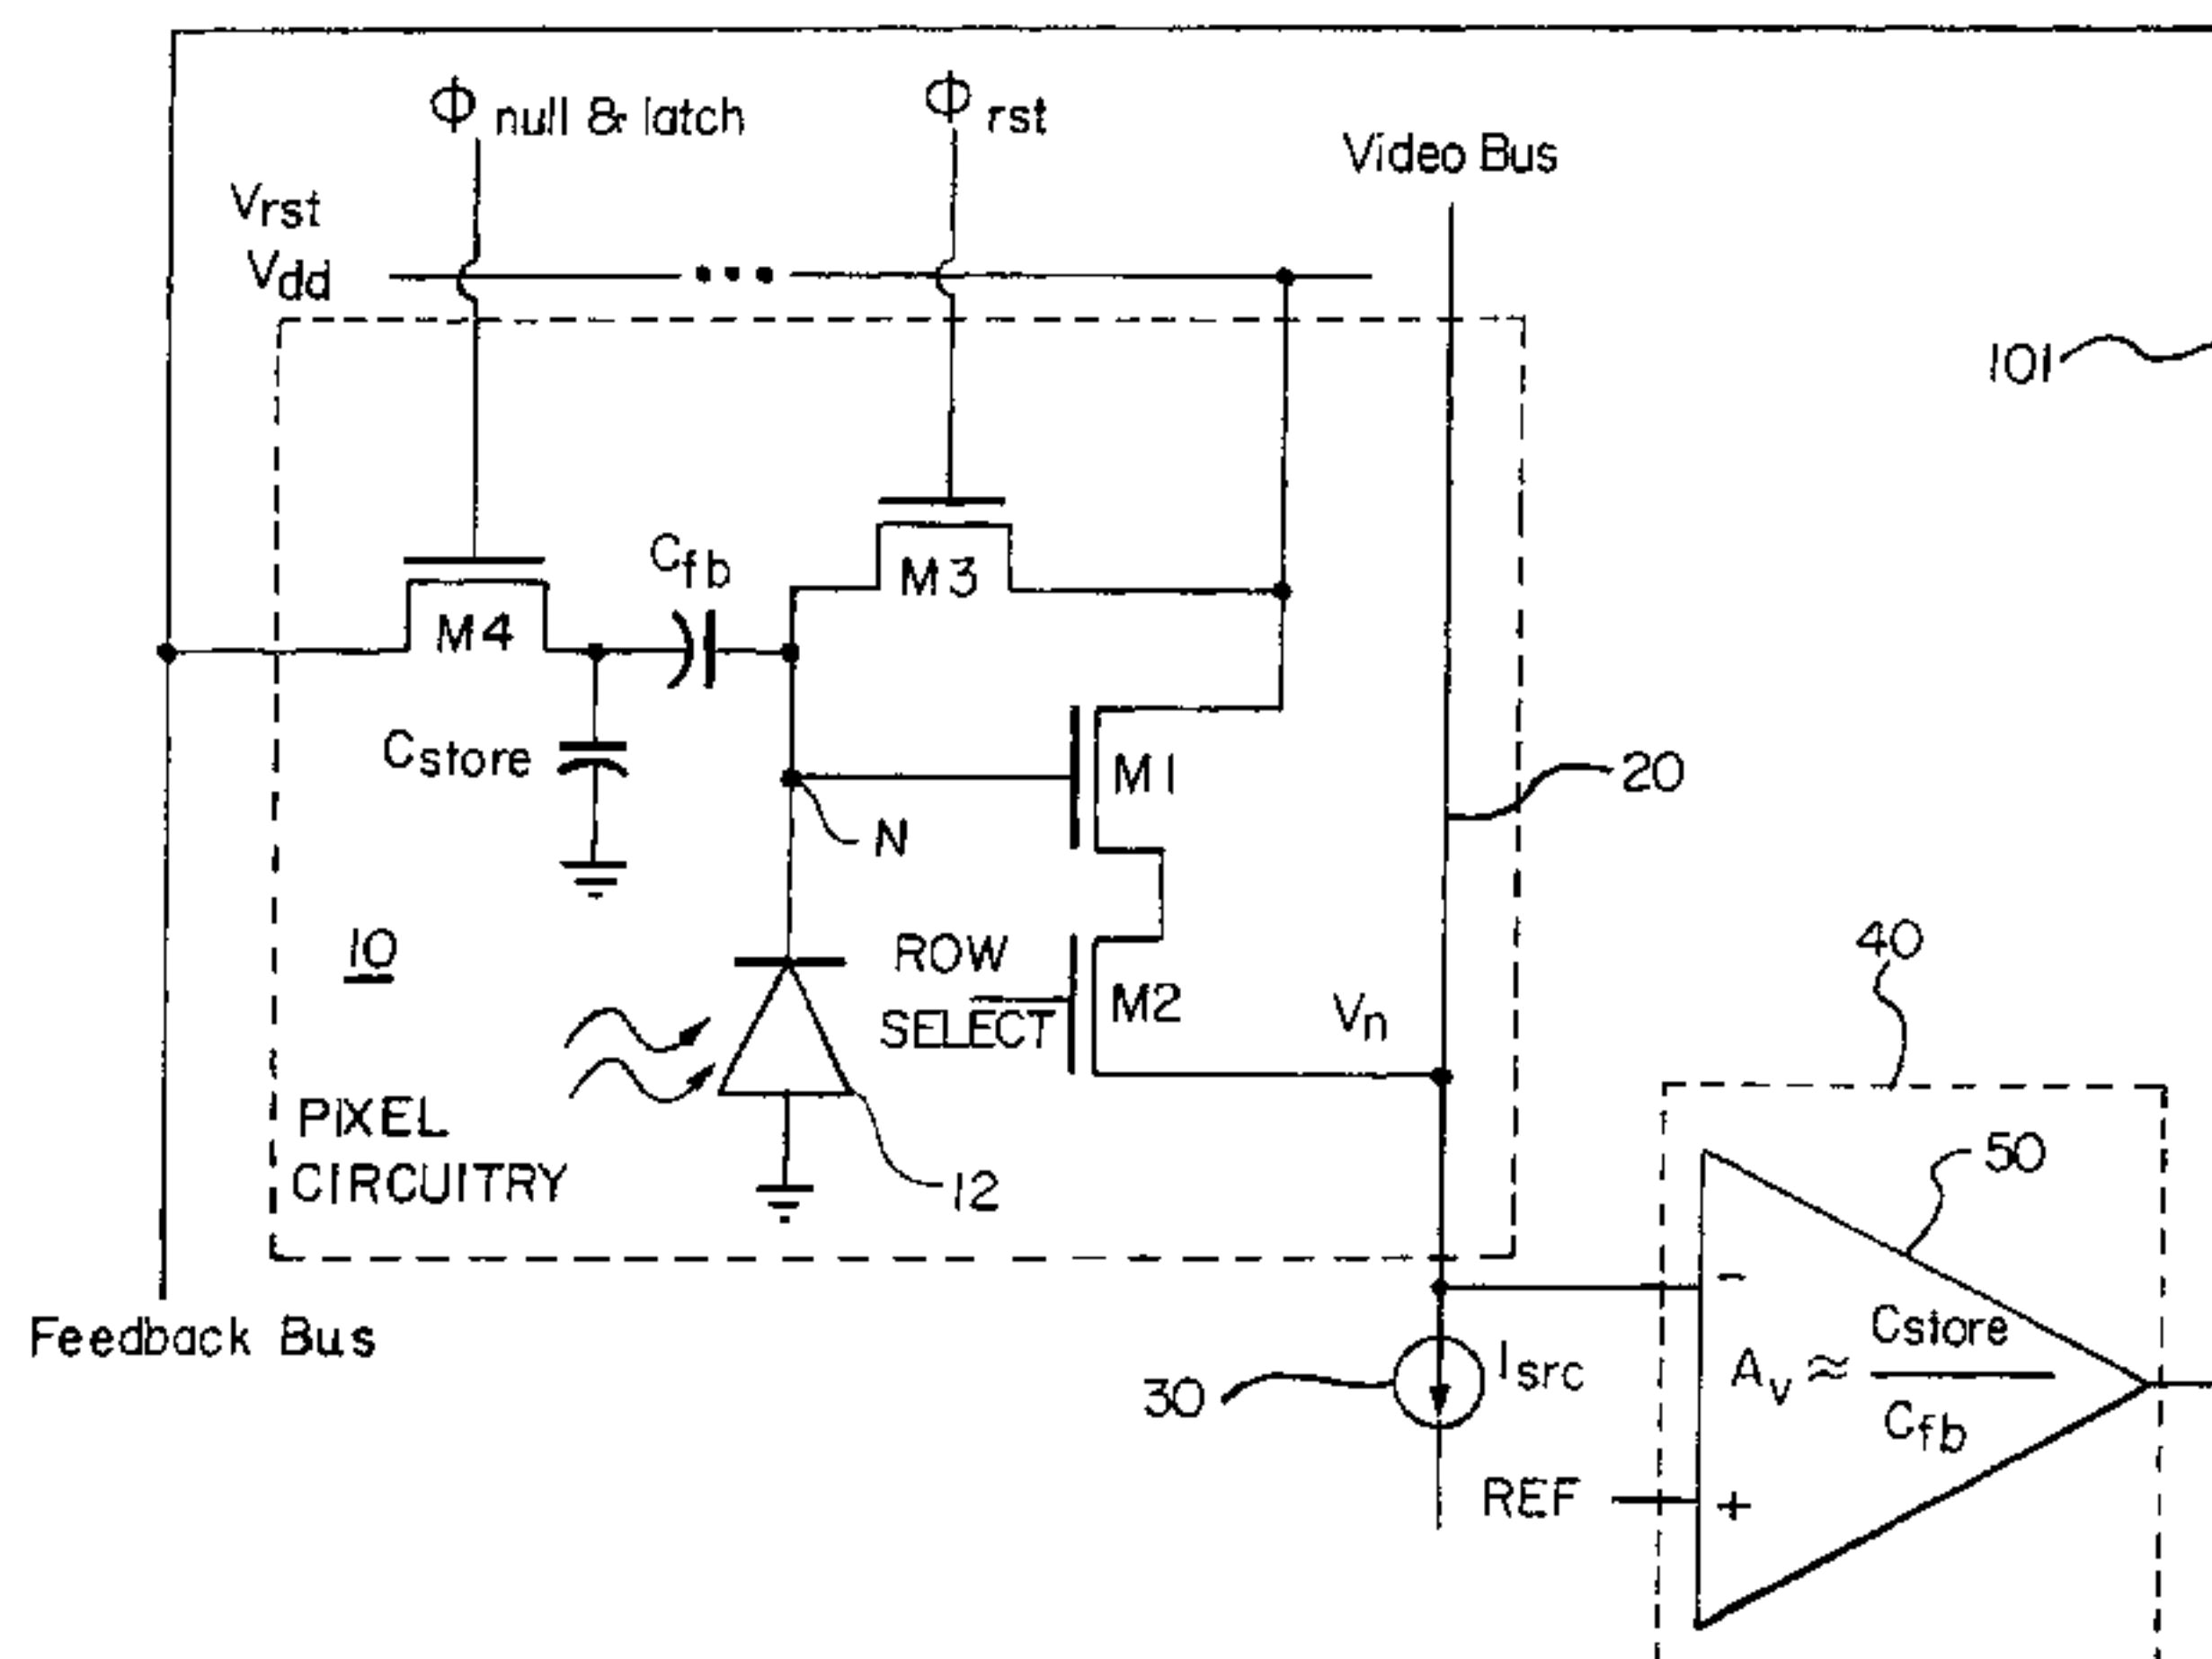 Φ null & latch
Φ rst
Video Bus
Vrst
Vdd
101
Cfb
M3
M4
Cstore
M1
20
N
10
ROW
SELECT
M2
Vn
40
PIXEL
CIRCUITRY
12
50
-
Feedback Bus
30
Isrc
Av ≈ Cstore
Cfb
REF
+